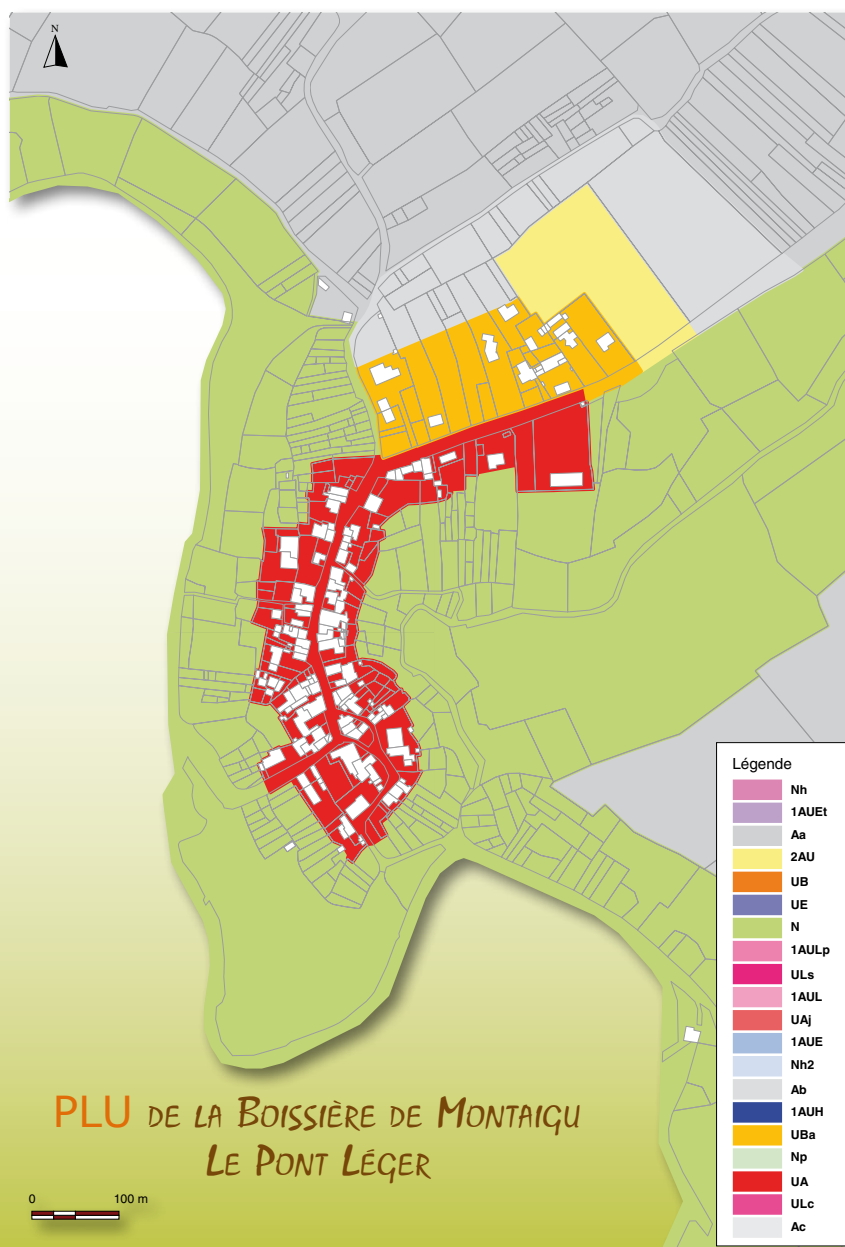 N
Légende
Nh
1AUEt
Aa
2AU
UB
UE
N
1AULp
ULs
1AUL
UAj
1AUE
Nh2
Ab
1AUH
UBa
Np
UA
ULc
Ac
PLU DE LA BOISSIÈRE DE MONTAIGU
LE PONT LÉGER
0 100 m